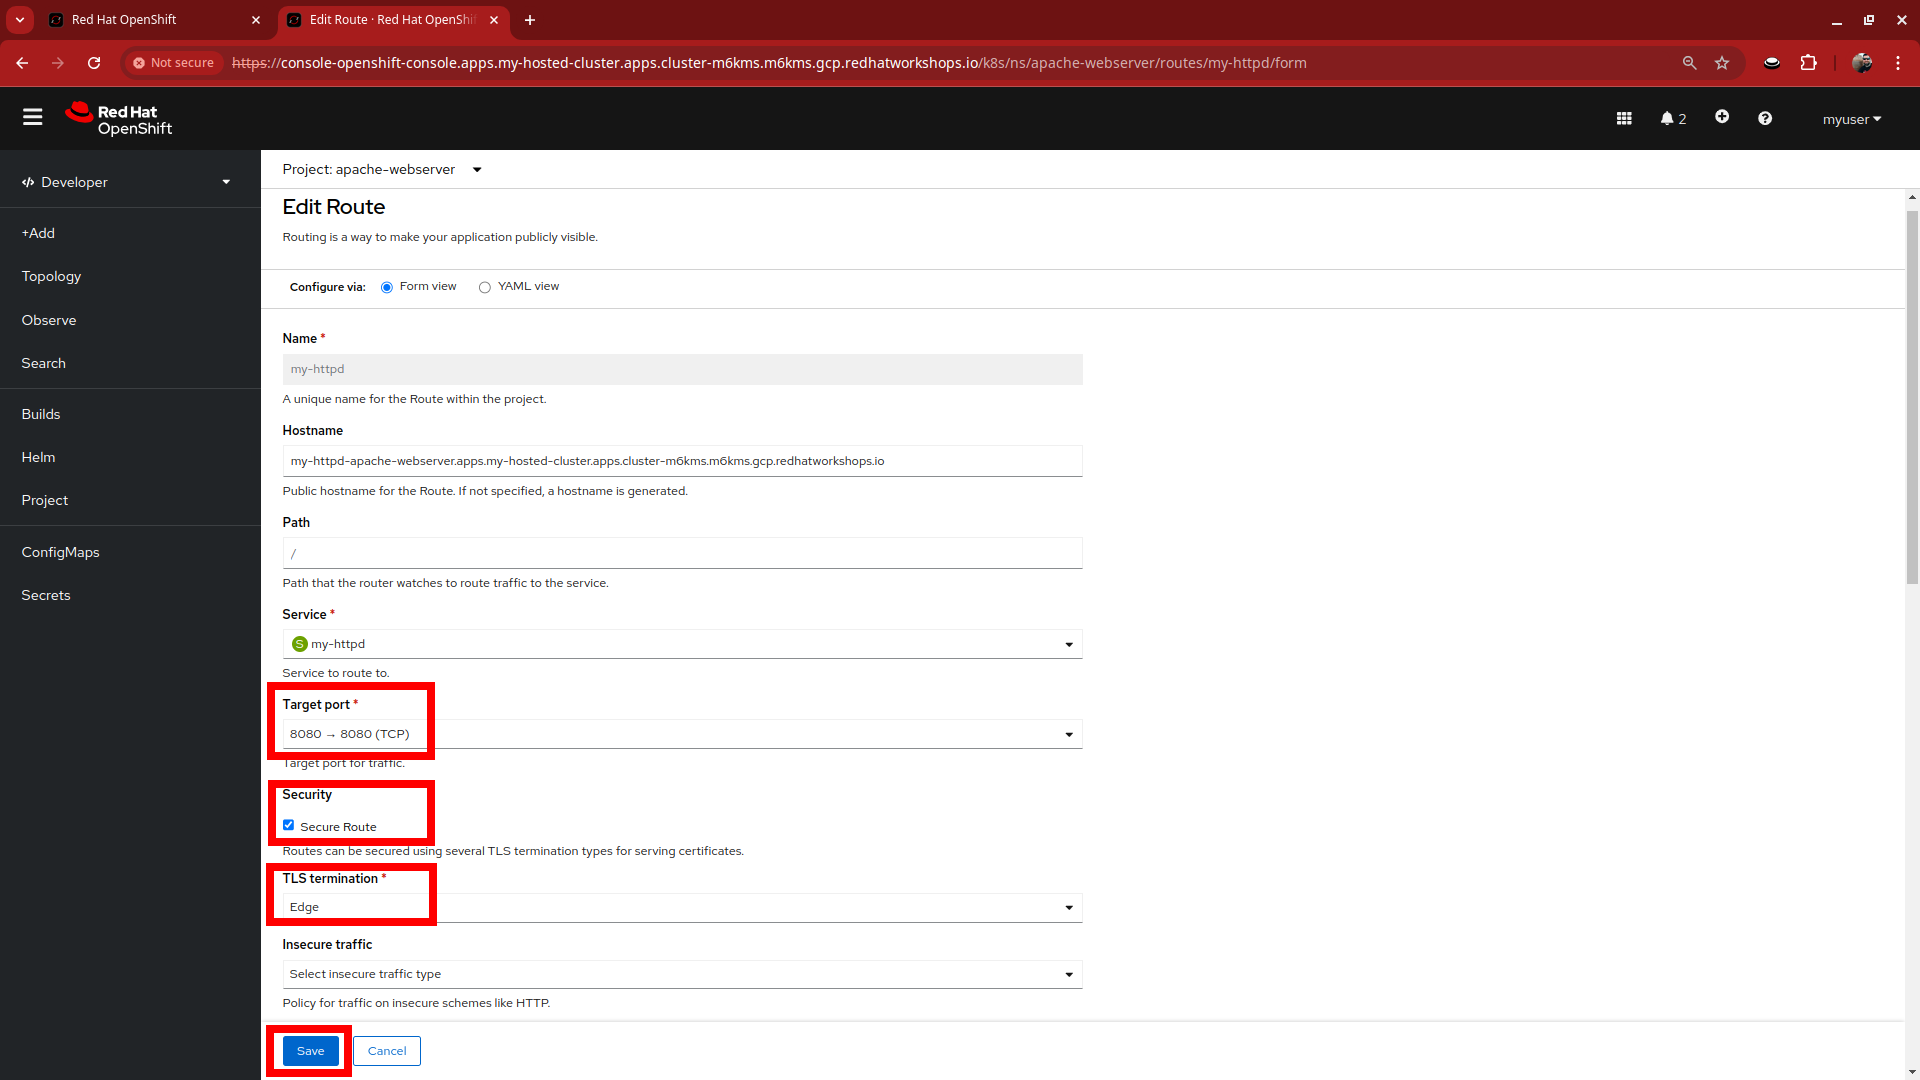 Red Hat OpenShift
Edit Route · Red Hat OpenShi
Not secure
https://console-openshift-console.apps.my-hosted-cluster.apps.cluster-m6kms.m6kms.gcp.redhatworkshops.io/k8s/ns/apache-webserver/routes/my-httpd/form
Red Hat
OpenShift
2
myuser
Developer
+Add
Topology
Observe
Search
Builds
Helm
Project
ConfigMaps
Secrets
Project: apache-webserver
Edit Route
Routing is a way to make your application publicly visible.
Configure via: Form view YAML view
Name *
my-httpd
A unique name for the Route within the project.
Hostname
my-httpd-apache-webserver.apps.my-hosted-cluster.apps.cluster-m6kms.m6kms.gcp.redhatworkshops.io
Public hostname for the Route. If not specified, a hostname is generated.
Path
/
Path that the router watches to route traffic to the service.
Service *
S my-httpd
Service to route to.
Target port *
8080 → 8080 (TCP)
Target port for traffic.
Security
Secure Route
Routes can be secured using several TLS termination types for serving certificates.
TLS termination *
Edge
Insecure traffic
Select insecure traffic type
Policy for traffic on insecure schemes like HTTP.
Save Cancel